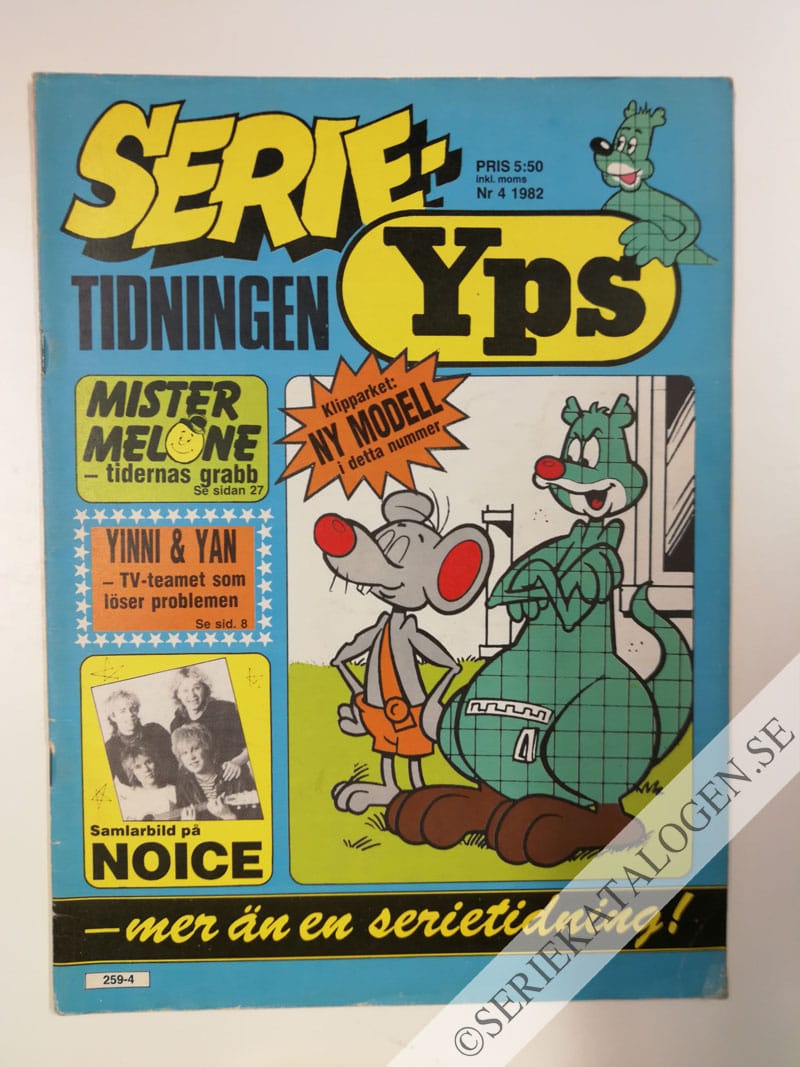 SERIE-
TIDNINGEN
Yps
PRIS 5:50
inkl. moms
Nr 4 1982
MISTER
MELONE
– tidernas grabb
Se sidan 27
Klipparket:
NY MODELL
i detta nummer
YINNI & YAN
– TV-teamet som
löser problemen
Se sid. 8
Samlarbild på
NOICE
– mer än en serietidning!
259-4
©SERIEKATALOGEN.SE